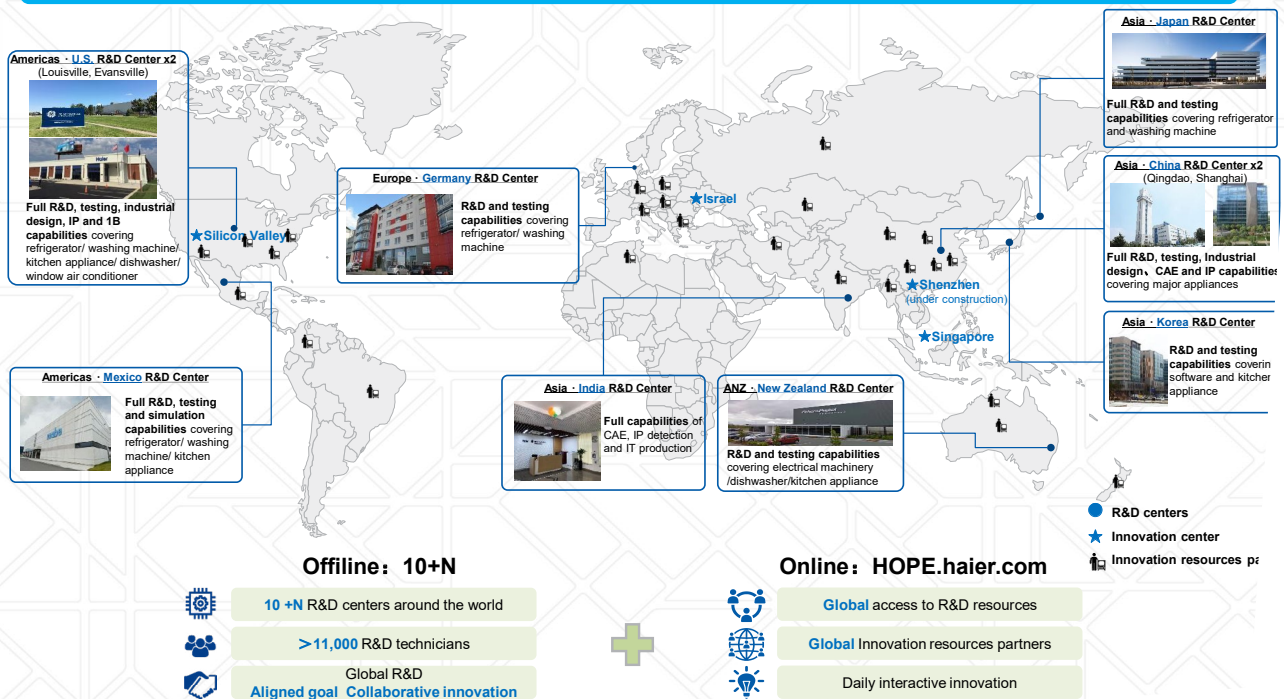 Americas · U.S. R&D Center x2
(Louisville, Evansville)
Haier
Full R&D, testing, industrial
design, IP and 1B
capabilities covering
refrigerator/ washing machine/
kitchen appliance/ dishwasher/
window air conditioner
Silicon Valley
Americas · Mexico R&D Center
Full R&D, testing
and simulation
capabilities covering
refrigerator/ washing
machine/ kitchen
appliance
Europe · Germany R&D Center
R&D and testing
capabilities covering
refrigerator/ washing
machine
Israel
Shenzhen
(under construction)
Singapore
Asia · India R&D Center
Full capabilities of
CAE, IP detection
and IT production
ANZ · New Zealand R&D Center
R&D and testing capabilities
covering electrical machinery
/dishwasher/kitchen appliance
Asia · Japan R&D Center
Full R&D and testing
capabilities covering refrigerator
and washing machine
Asia · China R&D Center x2
(Qingdao, Shanghai)
Full R&D, testing, Industrial
design、CAE and IP capabilities
covering major appliances
Asia · Korea R&D Center
R&D and testing
capabilities coverin
software and kitchen
appliance
R&D centers
Innovation center
Innovation resources pa
Offiline：10+N
10 +N R&D centers around the world
＞11,000 R&D technicians
Global R&D
Aligned goal Collaborative innovation
Online：HOPE.haier.com
Global access to R&D resources
Global Innovation resources partners
Daily interactive innovation